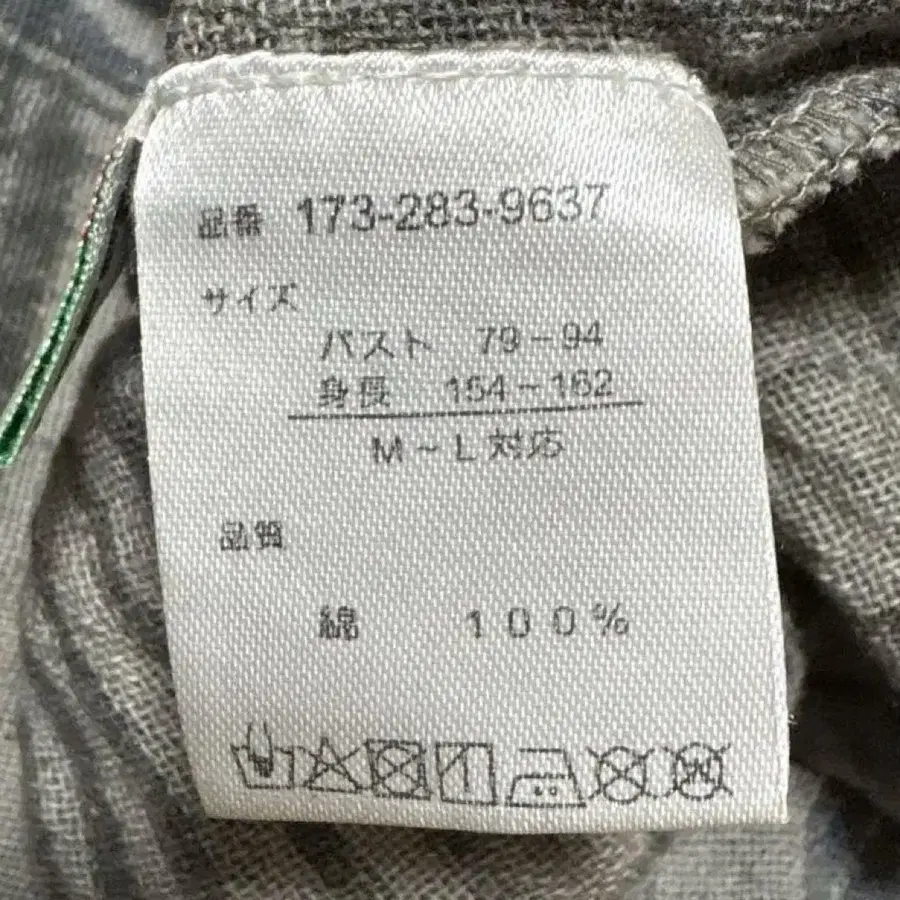 品番 173-283-9637
サイズ
バスト 79-94
身長 154-162
M~L対応
品質
綿 100%